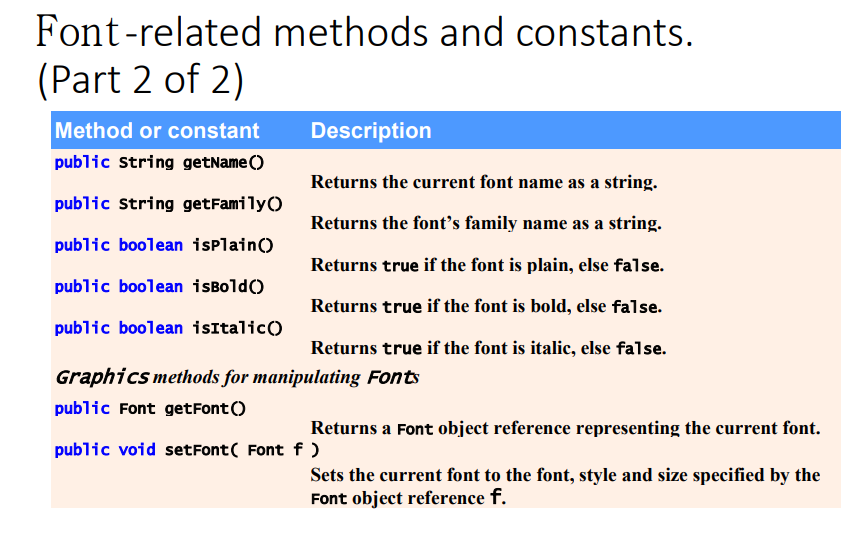 Font-related methods and constants.
(Part 2 of 2)
Method or constant Description
public String getName()
Returns the current font name as a string.
public String getFamily()
Returns the font’s family name as a string.
public boolean isPlain()
Returns true if the font is plain, else false.
public boolean isBold()
Returns true if the font is bold, else false.
public boolean isItalic()
Returns true if the font is italic, else false.
Graphics methods for manipulating Fonts
public Font getFont()
Returns a Font object reference representing the current font.
public void setFont( Font f )
Sets the current font to the font, style and size specified by the
Font object reference f.